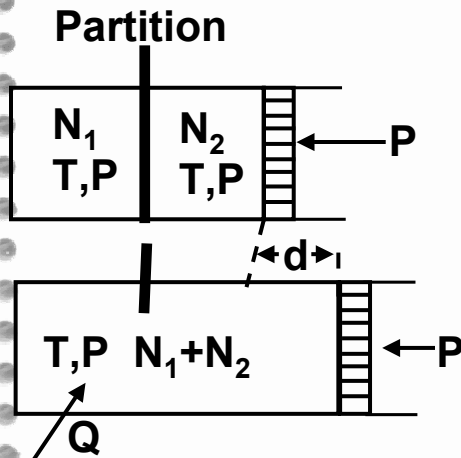 Partition
N₁ N₂
T,P T,P
P
d
T,P N₁+N₂
P
Q